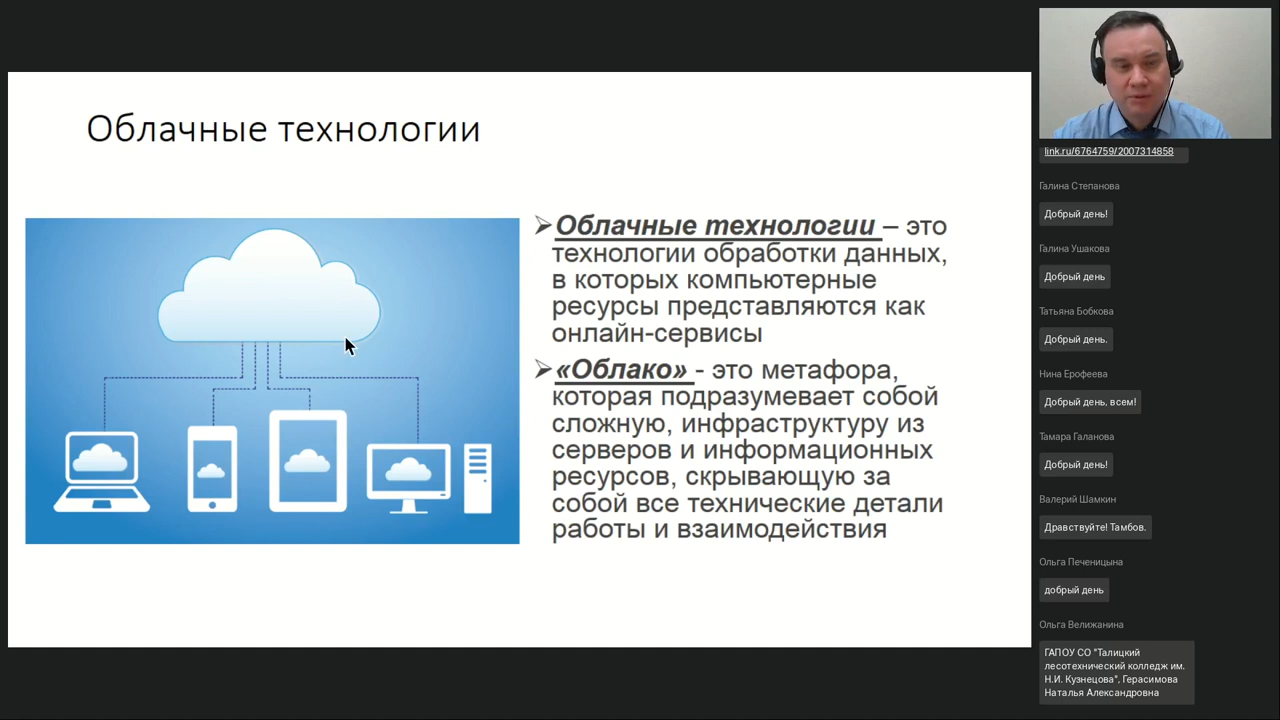 Облачные технологии
➢Облачные технологии – это
технологии обработки данных,
в которых компьютерные
ресурсы представляются как
онлайн-сервисы
➢«Облако» - это метафора,
которая подразумевает собой
сложную, инфраструктуру из
серверов и информационных
ресурсов, скрывающую за
собой все технические детали
работы и взаимодействия
link.ru/6764759/2007314858
Галина Степанова
Добрый день!
Галина Ушакова
Добрый день
Татьяна Бобкова
Добрый день.
Нина Ерофеева
Добрый день, всем!
Тамара Галанова
Добрый день!
Валерий Шамкин
Дравствуйте! Тамбов.
Ольга Печеницына
добрый день
Ольга Велижанина
ГАПОУ СО "Талицкий
лесотехнический колледж им.
Н.И. Кузнецова", Герасимова
Наталья Александровна